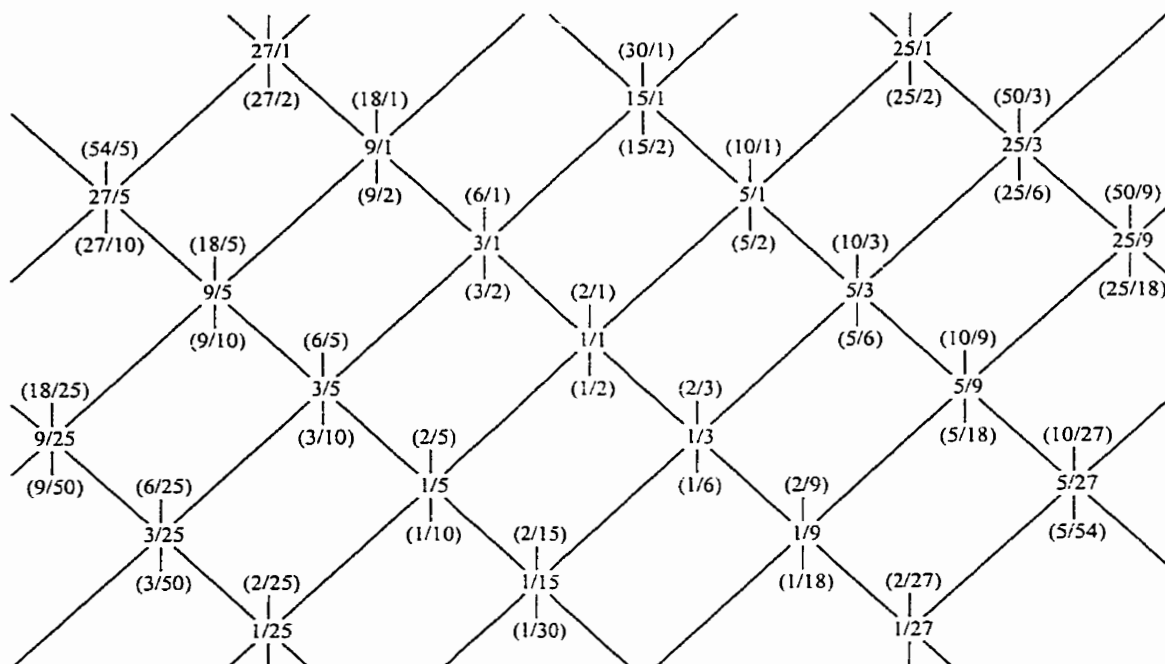 27/1 (30/1) 25/1
(27/2) (18/1) 15/1 (25/2) (50/3)
(54/5) 9/1 (15/2) (10/1) 25/3
27/5 (9/2) (6/1) 5/1 (25/6) (50/9)
(27/10) (18/5) 3/1 (5/2) (10/3) 25/9
9/5 (3/2) (2/1) 5/3 (25/18)
(9/10) (6/5) 1/1 (5/6) (10/9)
(18/25) 3/5 (1/2) (2/3) 5/9
9/25 (3/10) (2/5) 1/3 (5/18) (10/27)
(9/50) (6/25) 1/5 (1/6) (2/9) 5/27
3/25 (1/10) (2/15) 1/9 (5/54)
(3/50) (2/25) 1/15 (1/18) (2/27)
1/25 (1/30) 1/27